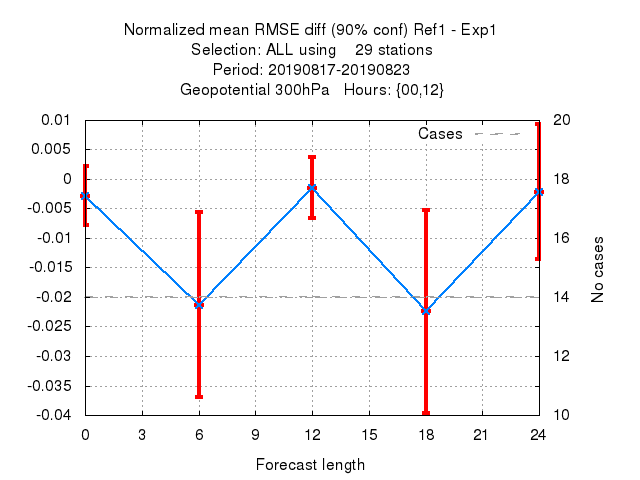 Normalized mean RMSE diff (90% conf) Ref1 - Exp1
Selection: ALL using    29 stations
Period: 20190817-20190823
Geopotential 300hPa   Hours: {00,12}
Cases
0.01
0.005
0
-0.005
-0.01
-0.015
-0.02
-0.025
-0.03
-0.035
-0.04
20
18
16
14
12
10
No cases
0 3 6 9 12 15 18 21 24
Forecast length